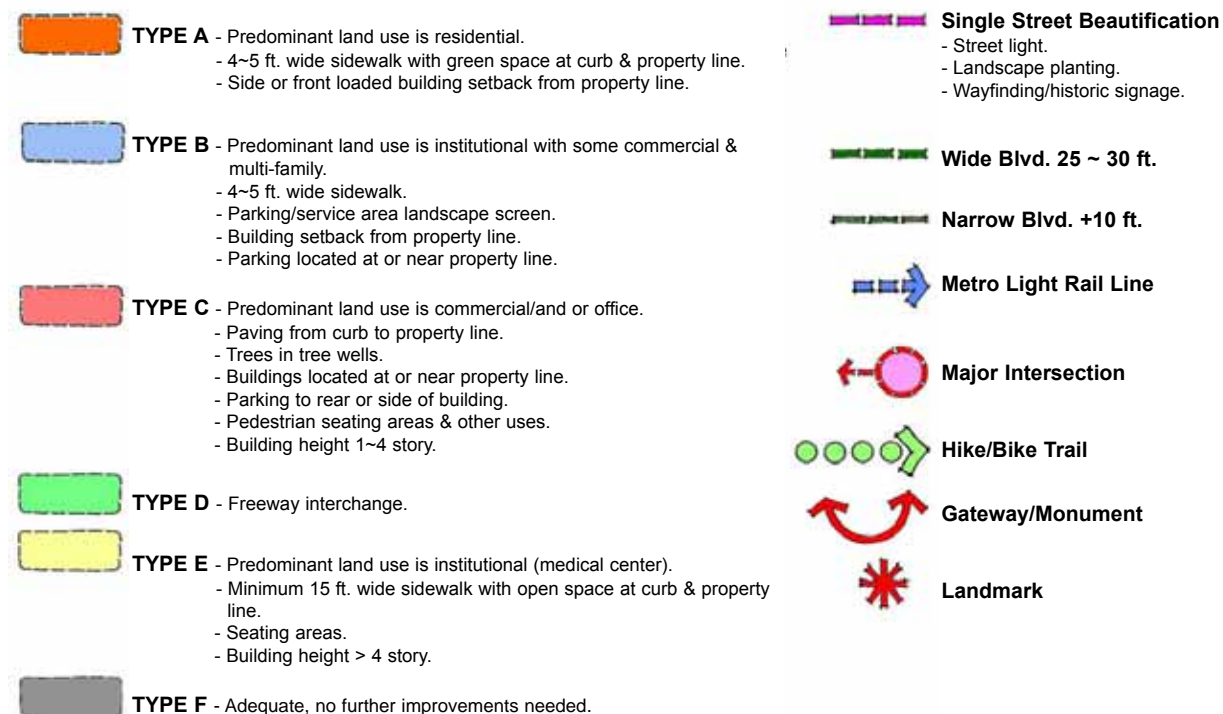 TYPE A - Predominant land use is residential.
- 4~5 ft. wide sidewalk with green space at curb & property line.
- Side or front loaded building setback from property line.
TYPE B - Predominant land use is institutional with some commercial &
multi-family.
- 4~5 ft. wide sidewalk.
- Parking/service area landscape screen.
- Building setback from property line.
- Parking located at or near property line.
TYPE C - Predominant land use is commercial/and or office.
- Paving from curb to property line.
- Trees in tree wells.
- Buildings located at or near property line.
- Parking to rear or side of building.
- Pedestrian seating areas & other uses.
- Building height 1~4 story.
TYPE D - Freeway interchange.
TYPE E - Predominant land use is institutional (medical center).
- Minimum 15 ft. wide sidewalk with open space at curb & property
line.
- Seating areas.
- Building height > 4 story.
TYPE F - Adequate, no further improvements needed.
Single Street Beautification
- Street light.
- Landscape planting.
- Wayfinding/historic signage.
Wide Blvd. 25 ~ 30 ft.
Narrow Blvd. +10 ft.
Metro Light Rail Line
Major Intersection
Hike/Bike Trail
Gateway/Monument
Landmark